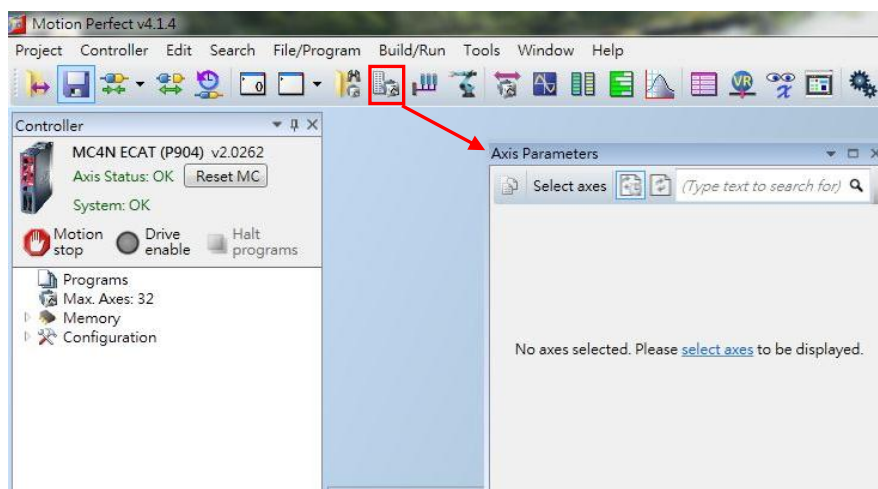 Motion Perfect v4.1.4
Project Controller Edit Search File/Program Build/Run Tools Window Help
Controller
MC4N ECAT (P904) v2.0262
Axis Status: OK Reset MC
System: OK
Motion stop
Drive enable
Halt programs
Programs
Max. Axes: 32
Memory
Configuration
Axis Parameters
Select axes (Type text to search for)
No axes selected. Please select axes to be displayed.